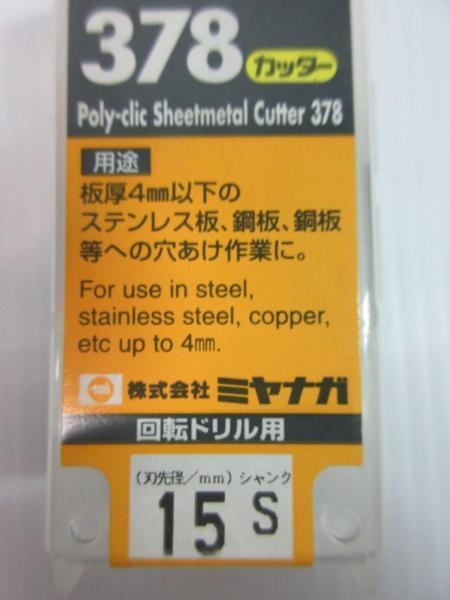 378 カッター
Poly-clic Sheetmetal Cutter 378
用途
板厚4mm以下の
ステンレス板、鋼板、銅板
等への穴あけ作業に。
For use in steel,
stainless steel, copper,
etc up to 4mm.
株式会社 ミヤナガ
回転ドリル用
(刃先径/mm) シャンク
15 S